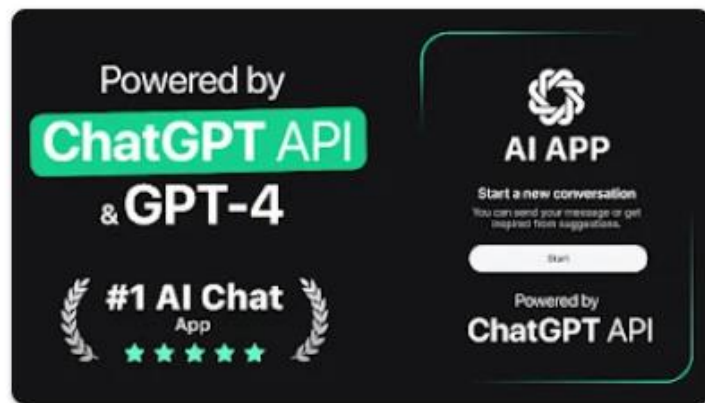 Powered by
ChatGPT API
& GPT-4
#1 AI Chat
App
AI APP
Start a new conversation
You can send your message or get
inspired from suggestions.
Start
Powered by
ChatGPT API